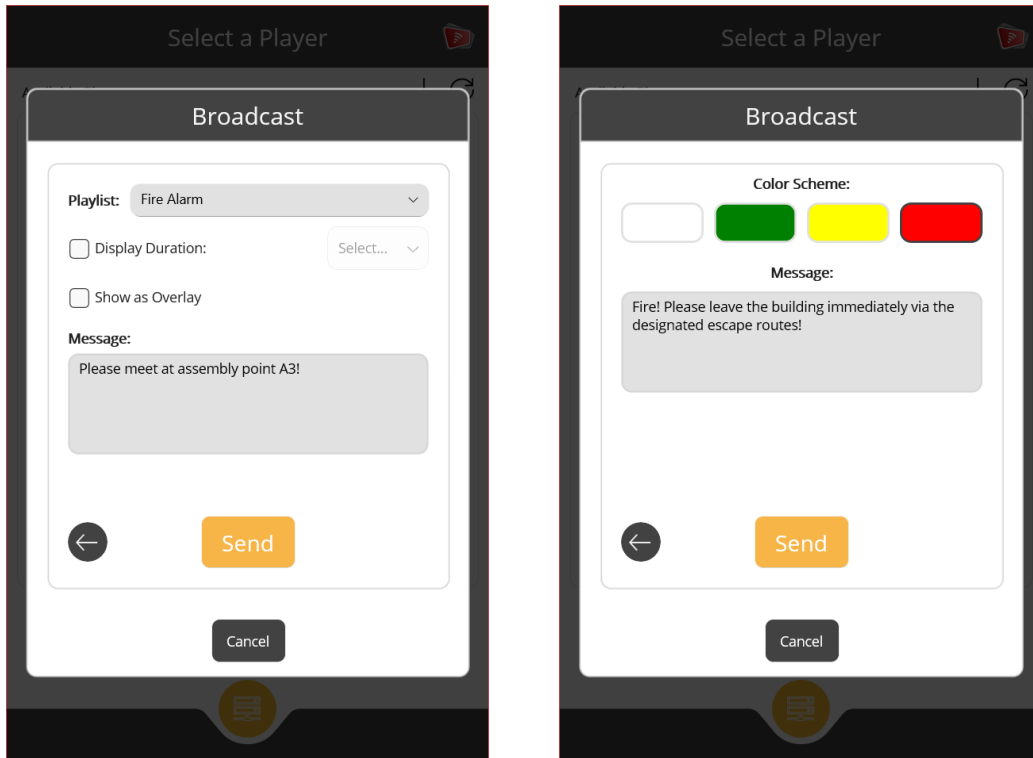 Select a Player
Broadcast
Playlist: Fire Alarm
Display Duration: Select...
Show as Overlay
Message:
Please meet at assembly point A3!
Send
Cancel
Select a Player
Broadcast
Color Scheme:
Message:
Fire! Please leave the building immediately via the
designated escape routes!
Send
Cancel